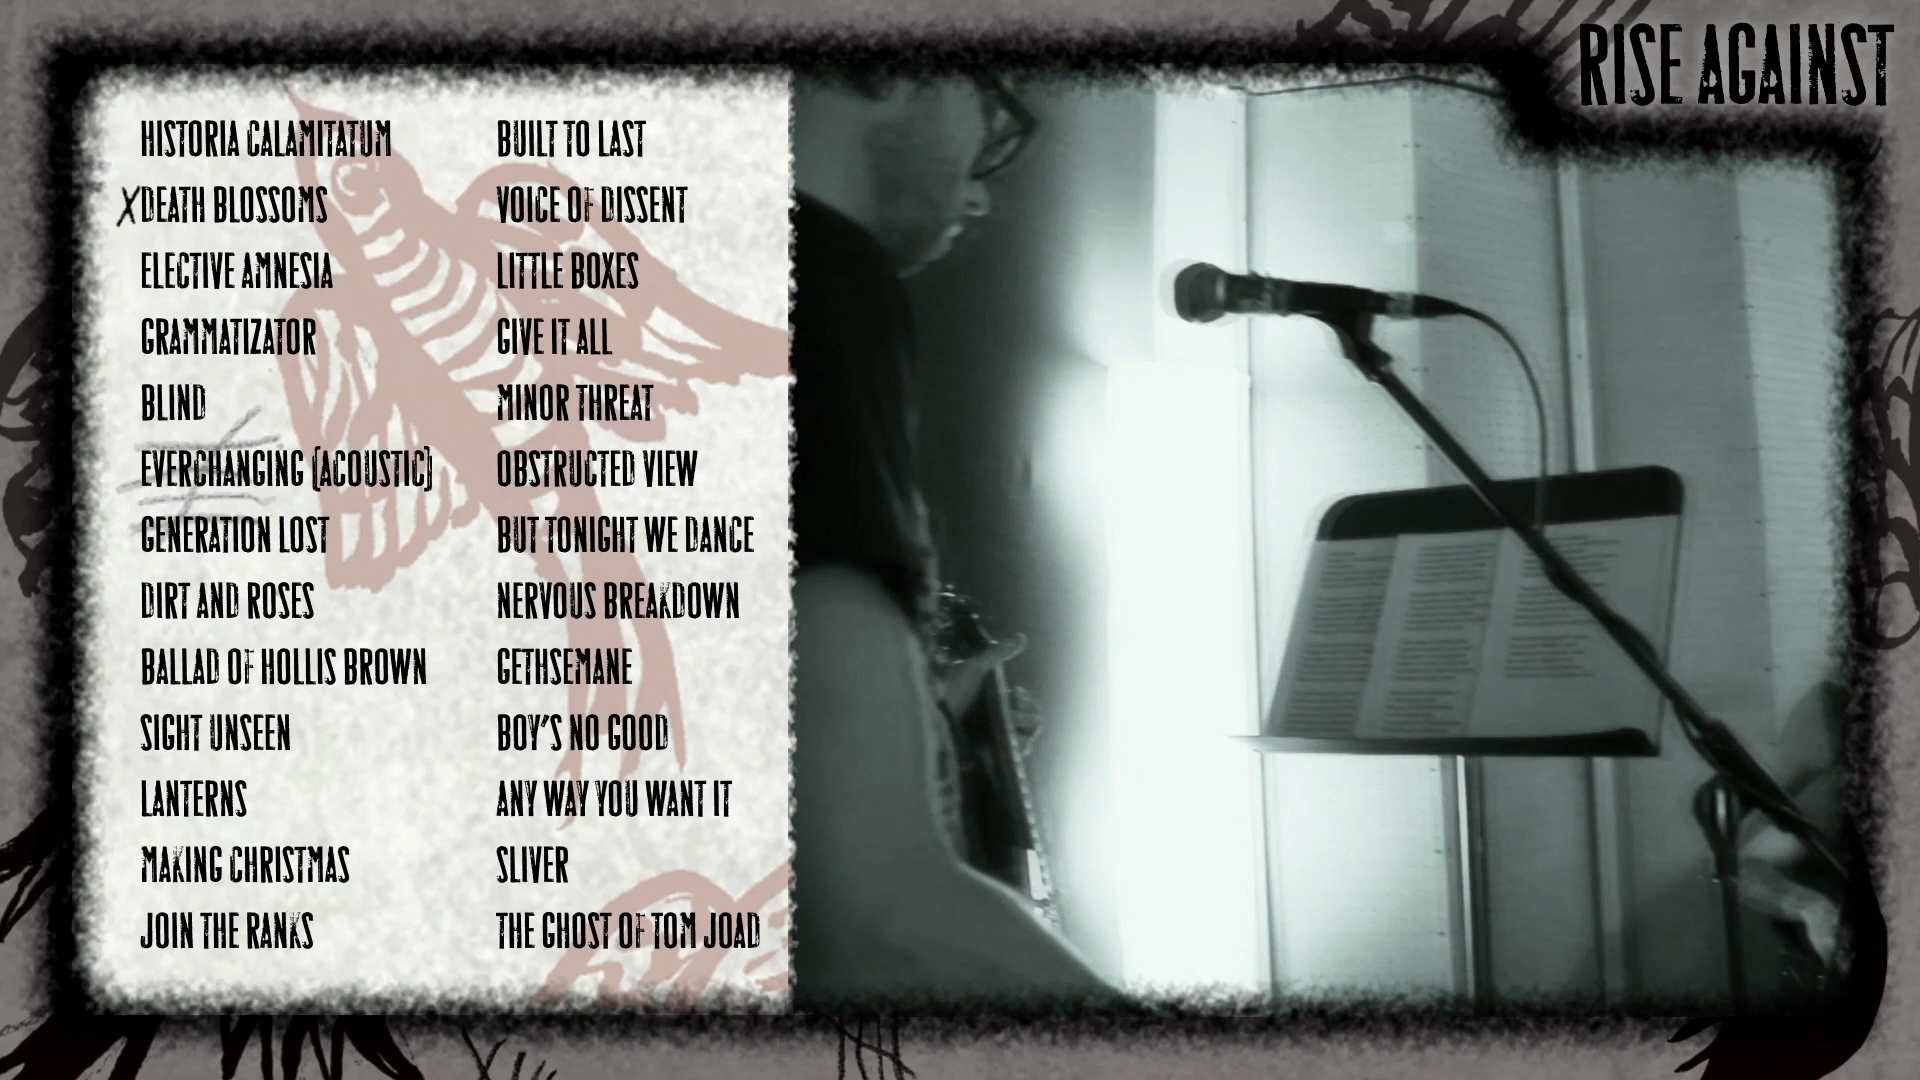 RISE AGAINST
HISTORIA CALAMITATUM
X DEATH BLOSSOMS
ELECTIVE AMNESIA
GRAMMATIZATOR
BLIND
EVERCHANGING (ACOUSTIC)
GENERATION LOST
DIRT AND ROSES
BALLAD OF HOLLIS BROWN
SIGHT UNSEEN
LANTERNS
MAKING CHRISTMAS
JOIN THE RANKS
BUILT TO LAST
VOICE OF DISSENT
LITTLE BOXES
GIVE IT ALL
MINOR THREAT
OBSTRUCTED VIEW
BUT TONIGHT WE DANCE
NERVOUS BREAKDOWN
GETHSEMANE
BOY'S NO GOOD
ANY WAY YOU WANT IT
SLIVER
THE GHOST OF TOM JOAD